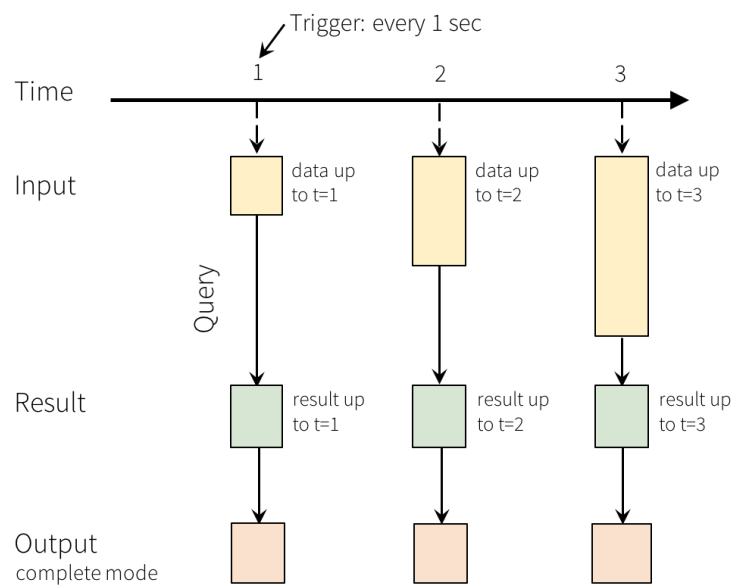 Trigger: every 1 sec
1
2
3
Time
Input
data up
to t=1
data up
to t=2
data up
to t=3
Query
Result
result up
to t=1
result up
to t=2
result up
to t=3
Output
complete mode